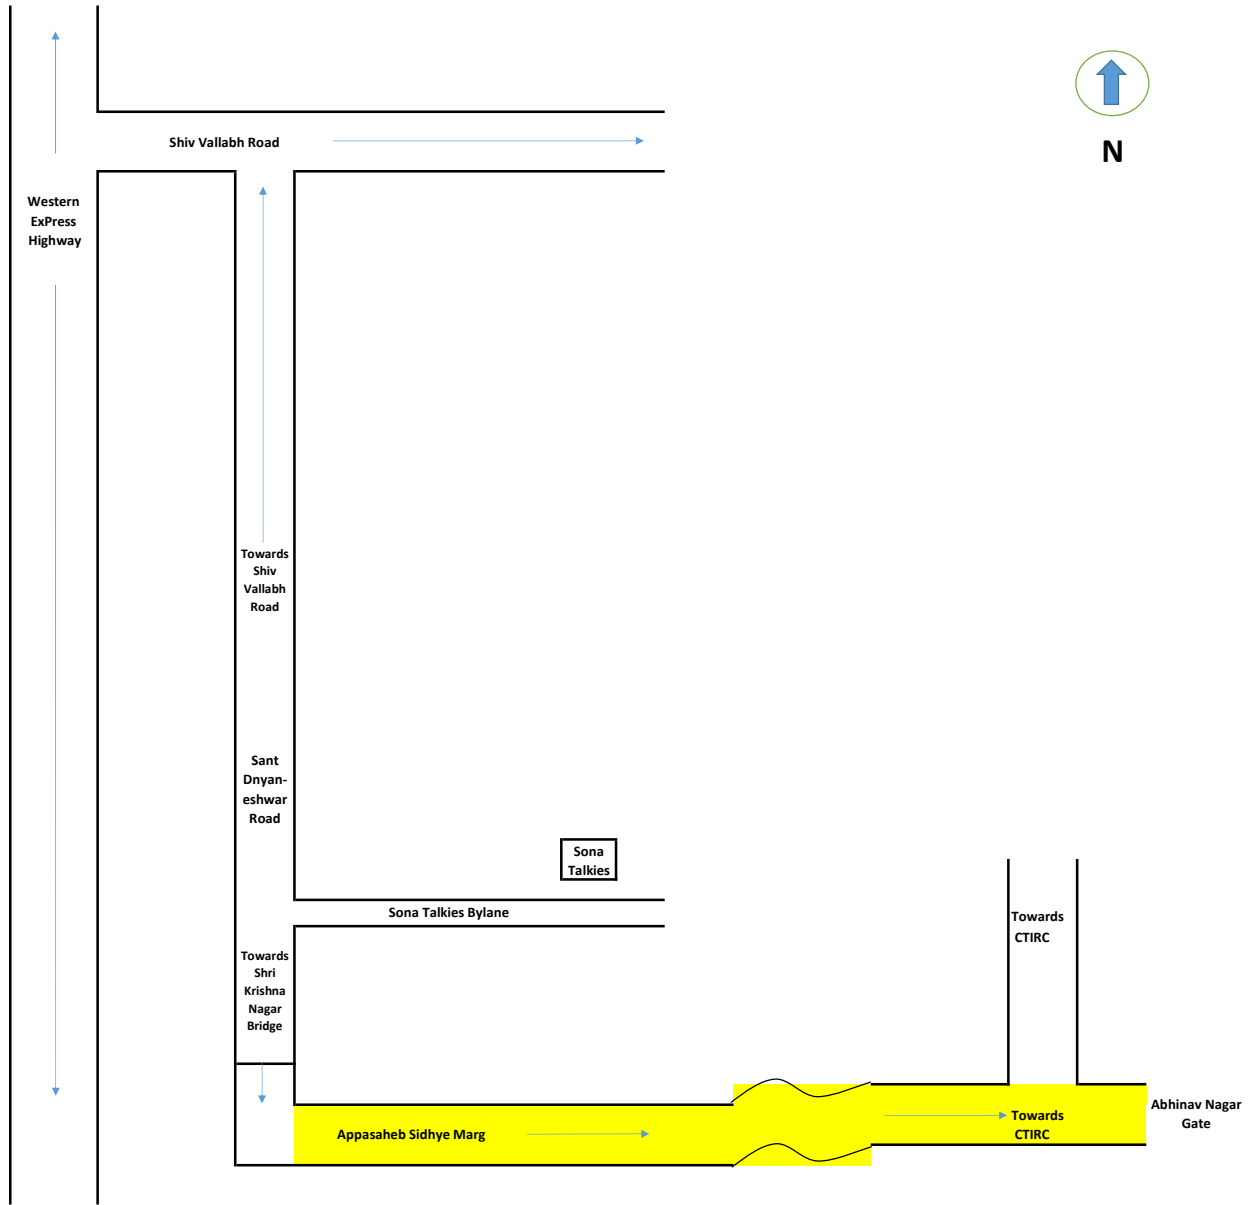 Shiv Vallabh Road
N
Western
ExPress
Highway
Towards
Shiv
Vallabh
Road
Sant
Dnyan-
eshwar
Road
Sona
Talkies
Sona Talkies Bylane
Towards
CTIRC
Towards
Shri
Krishna
Nagar
Bridge
Abhinav Nagar
Gate
Towards
CTIRC
Appasaheb Sidhye Marg